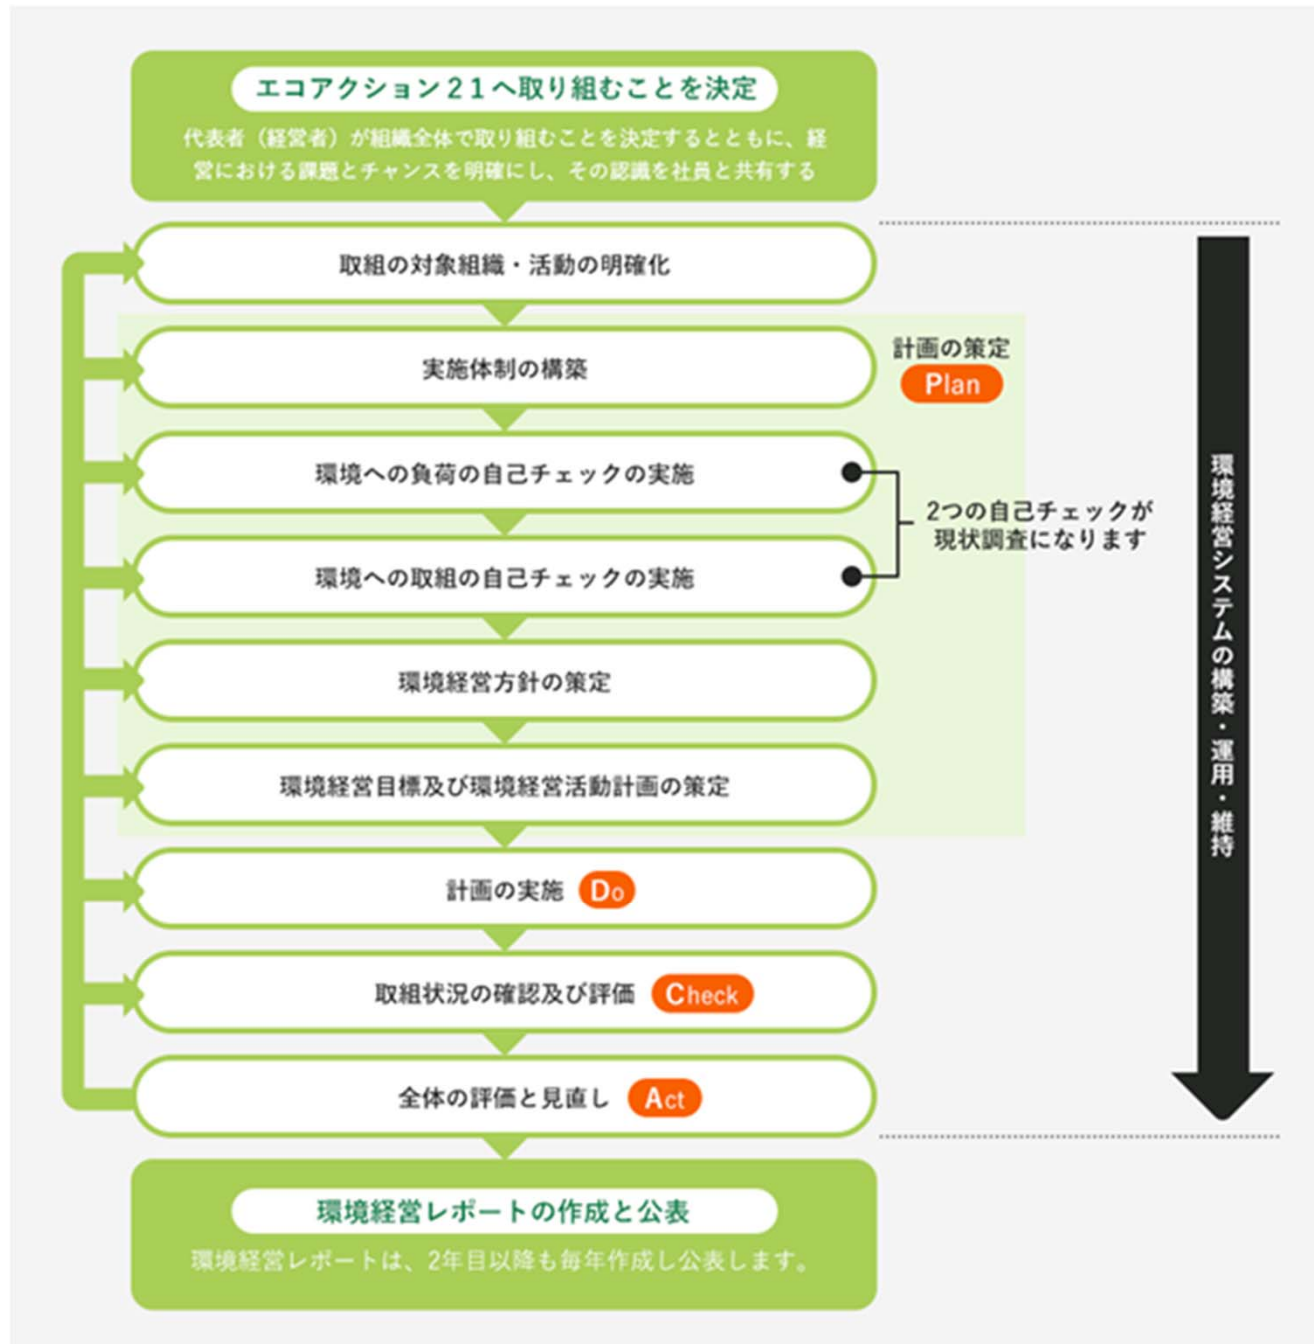 エコアクション21へ取り組むことを決定
代表者（経営者）が組織全体で取り組むことを決定するとともに、経
営における課題とチャンスを明確にし、その認識を社員と共有する
取組の対象組織・活動の明確化
実施体制の構築
計画の策定
Plan
環境への負荷の自己チェックの実施
環境への取組の自己チェックの実施
2つの自己チェックが
現状調査になります
環境経営方針の策定
環境経営目標及び環境経営活動計画の策定
計画の実施 Do
取組状況の確認及び評価 Check
全体の評価と見直し Act
環境経営システムの構築・運用・維持
環境経営レポートの作成と公表
環境経営レポートは、2年目以降も毎年作成し公表します。